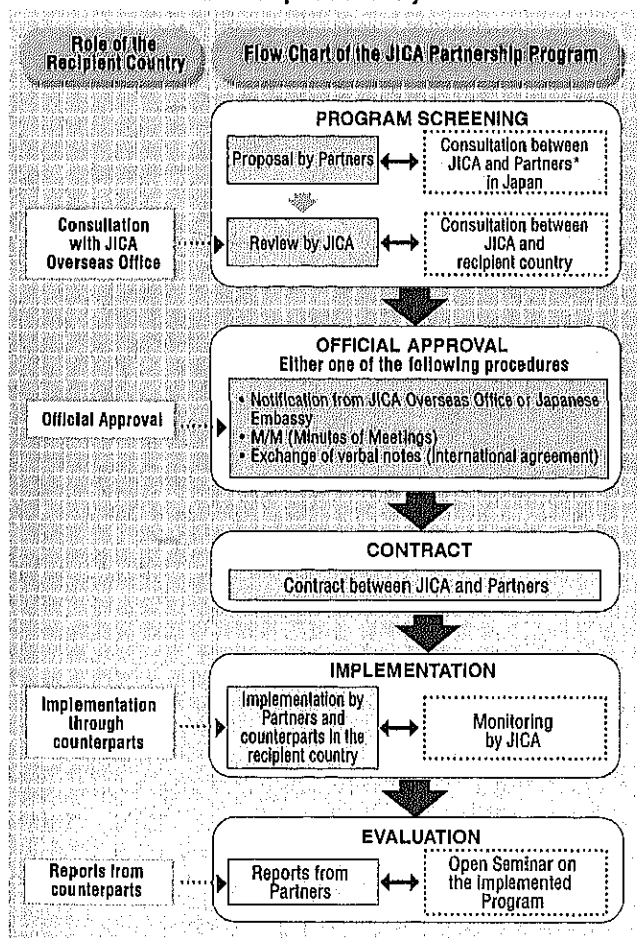 Role of the
Recipient Country
Flow Chart of the JICA Partnership Program
PROGRAM SCREENING
Proposal by Partners
Consultation between
JICA and Partners*
in Japan
Consultation
with JICA
Overseas Office
Review by JICA
Consultation between
JICA and
recipient country
OFFICIAL APPROVAL
Either one of the following procedures
Official Approval
• Notification from JICA Overseas Office or Japanese
Embassy
• M/M (Minutes of Meetings)
• Exchange of verbal notes (International agreement)
CONTRACT
Contract between JICA and Partners
IMPLEMENTATION
Implementation
through
counterparts
Implementation by
Partners and
counterparts in the
recipient country
Monitoring
by JICA
EVALUATION
Reports from
counterparts
Reports from
Partners
Open Seminar on
the Implemented
Program